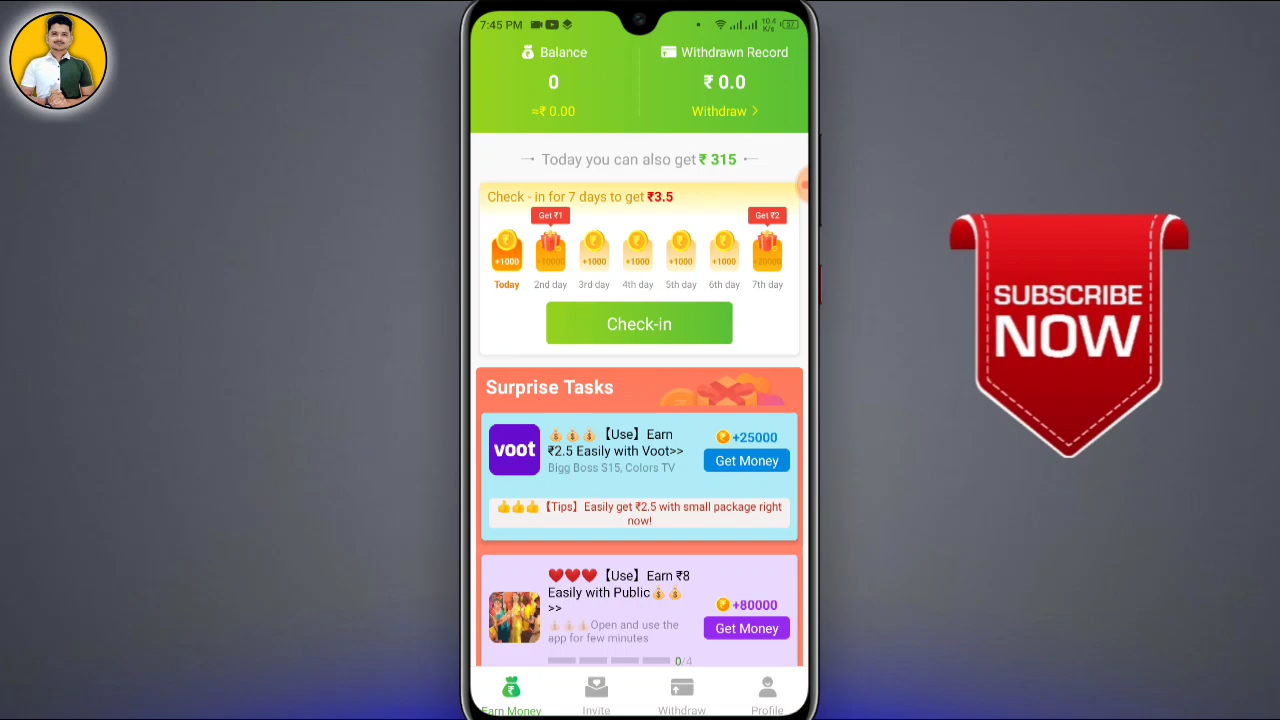 7:45 PM
10.4
K/s
57
Balance
Withdrawn Record
0
₹ 0.0
≈₹ 0.00
Withdraw >
Today you can also get ₹ 315
Check - in for 7 days to get ₹3.5
Get ₹1
Get ₹2
+1000
+10000
+1000
+1000
+1000
+1000
+20000
Today
2nd day
3rd day
4th day
5th day
6th day
7th day
Check-in
Surprise Tasks
voot
💰💰💰【Use】Earn
₹2.5 Easily with Voot>>
Bigg Boss S15, Colors TV
+25000
Get Money
👍👍👍【Tips】Easily get ₹2.5 with small package right
now!
❤️❤️❤️【Use】Earn ₹8
Easily with Public💰💰
>>
💰💰💰Open and use the
app for few minutes
0/4
+80000
Get Money
Earn Money
Invite
Withdraw
Profile
SUBSCRIBE
NOW